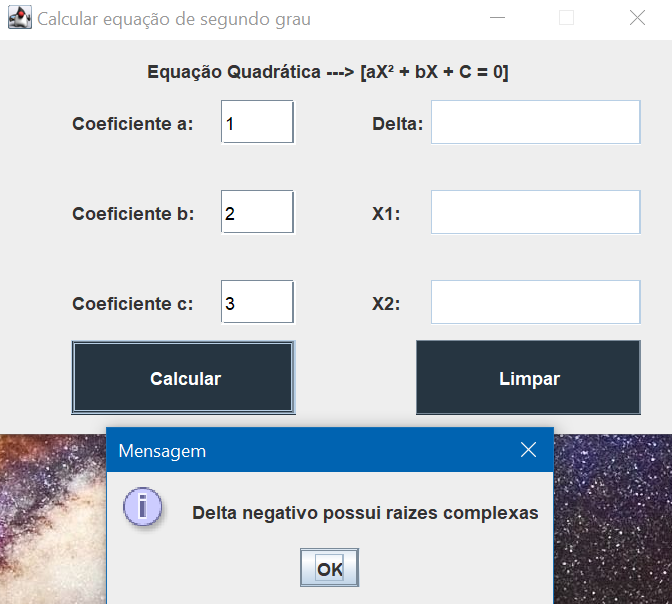 Calcular equação de segundo grau
Equação Quadrática ---> [aX² + bX + C = 0]
Coeficiente a: 1 Delta:
Coeficiente b: 2 X1:
Coeficiente c: 3 X2:
Calcular Limpar
Mensagem
i Delta negativo possui raizes complexas
OK